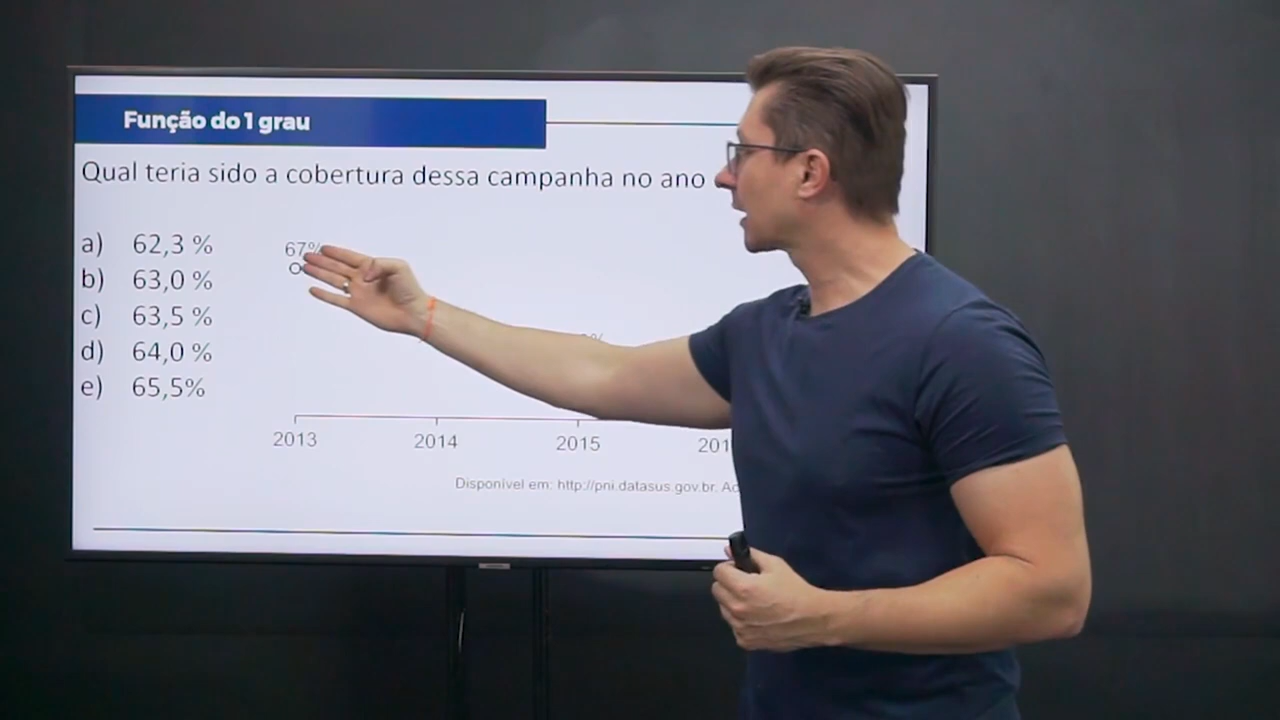 Função do 1 grau
Qual teria sido a cobertura dessa campanha no ano
a) 62,3 %
b) 63,0 %
c) 63,5 %
d) 64,0 %
e) 65,5%
67%
2013 2014 2015
Disponível em: http://pni.datasus.gov.br.